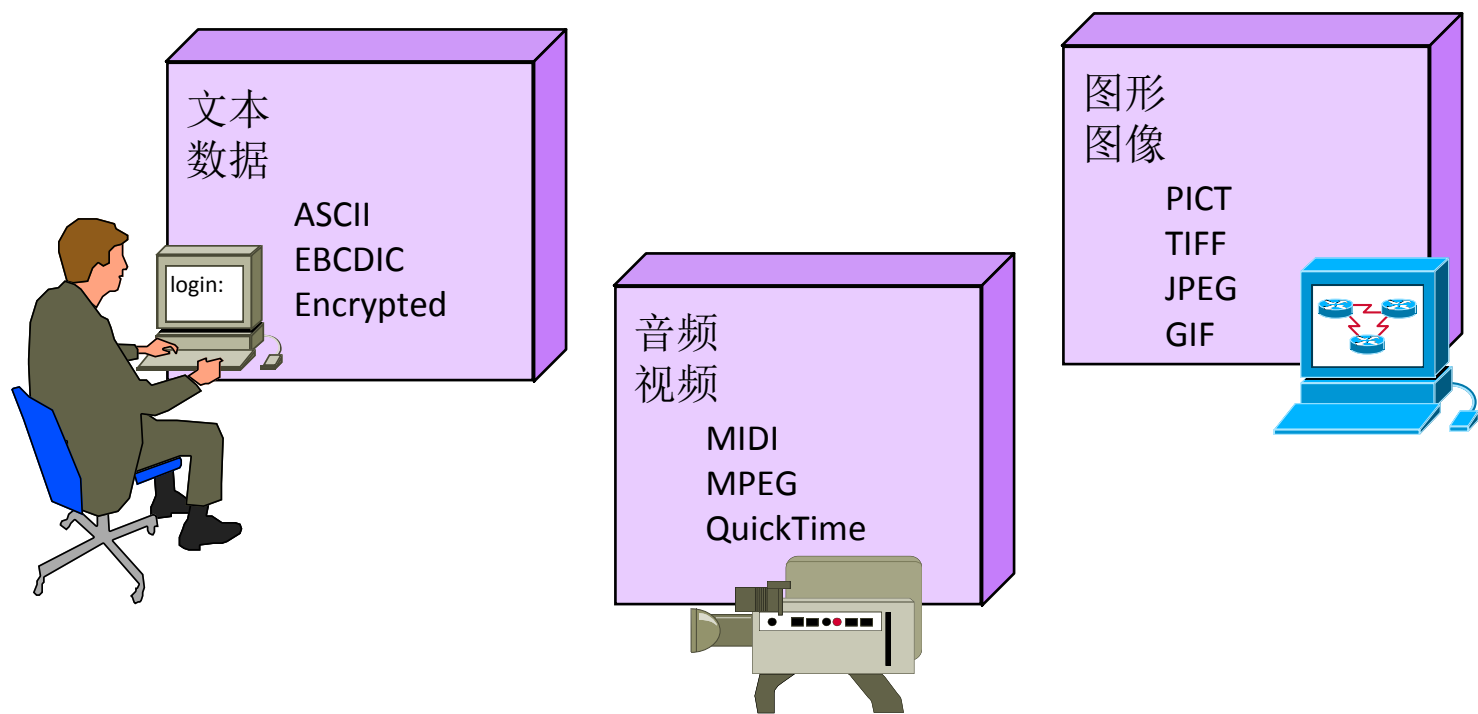 文本
数据
ASCII
EBCDIC
Encrypted
login:
音频
视频
MIDI
MPEG
QuickTime
图形
图像
PICT
TIFF
JPEG
GIF